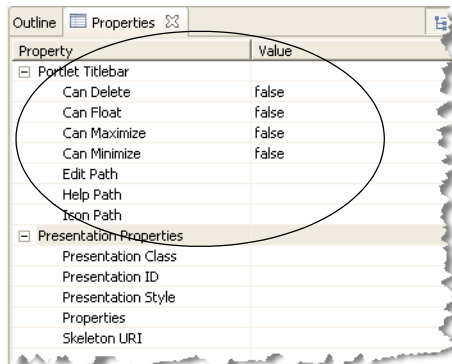 Outline Properties
Property Value
Portlet Titlebar
Can Delete false
Can Float false
Can Maximize false
Can Minimize false
Edit Path
Help Path
Icon Path
Presentation Properties
Presentation Class
Presentation ID
Presentation Style
Properties
Skeleton URI